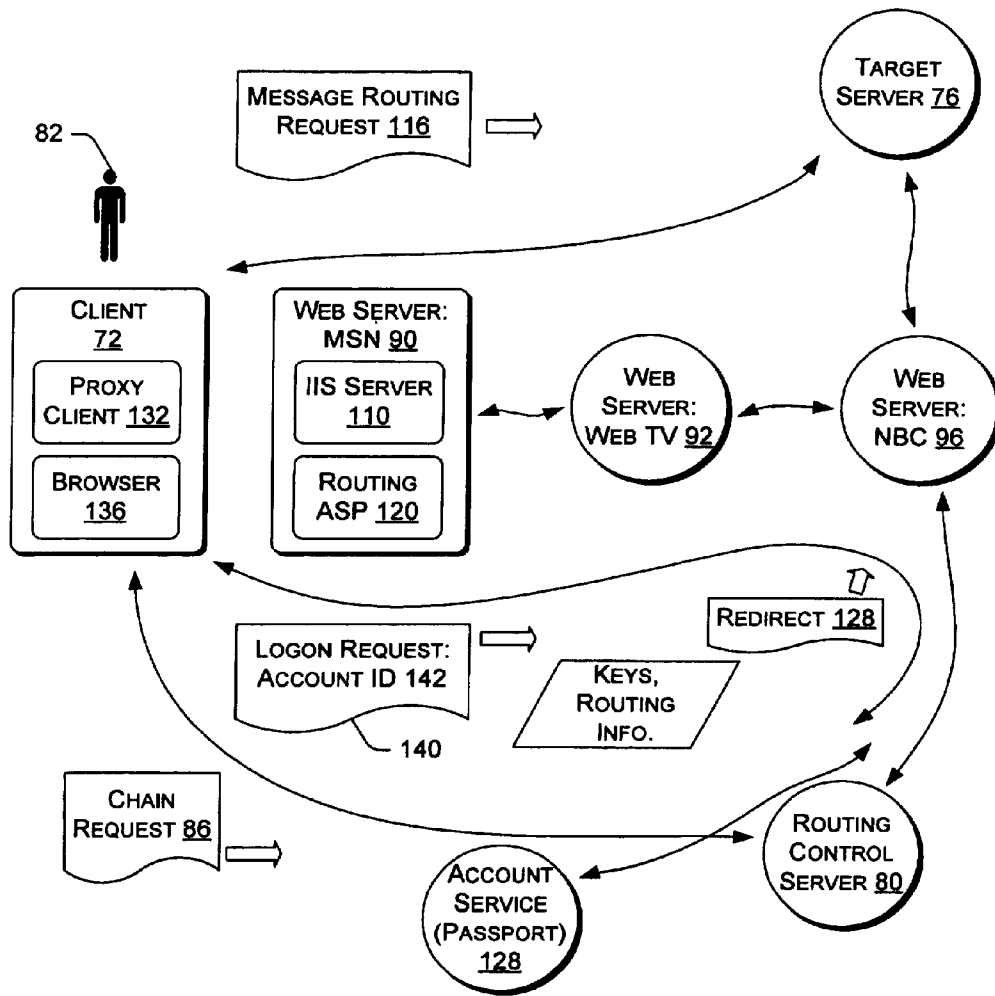 TARGET
SERVER 76
MESSAGE ROUTING
REQUEST 116
82
CLIENT
72
PROXY
CLIENT 132
BROWSER
136
WEB SERVER:
MSN 90
IIS SERVER
110
ROUTING
ASP 120
WEB
SERVER:
WEB TV 92
WEB
SERVER:
NBC 96
REDIRECT 128
LOGON REQUEST:
ACCOUNT ID 142
140
KEYS,
ROUTING
INFO.
CHAIN
REQUEST 86
ROUTING
CONTROL
SERVER 80
ACCOUNT
SERVICE
(PASSPORT)
128